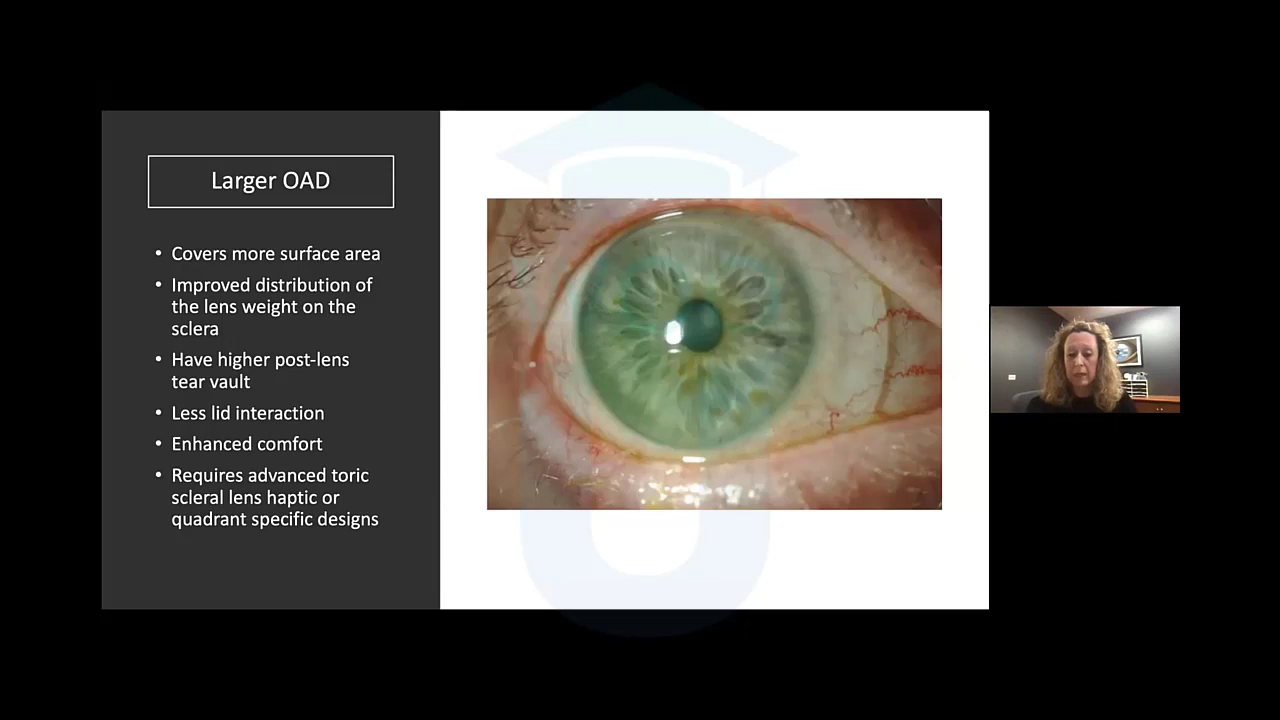 Larger OAD
• Covers more surface area
• Improved distribution of
the lens weight on the
sclera
• Have higher post-lens
tear vault
• Less lid interaction
• Enhanced comfort
• Requires advanced toric
scleral lens haptic or
quadrant specific designs